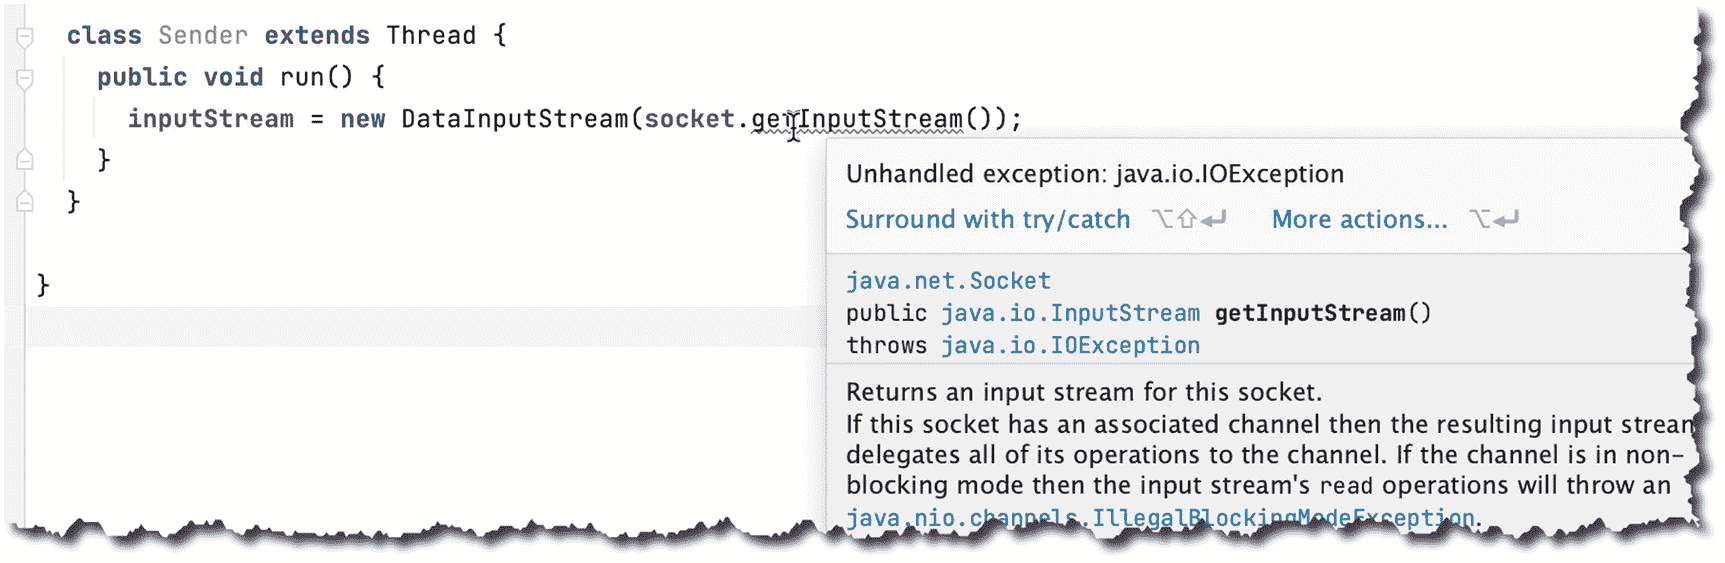 class Sender extends Thread {
public void run() {
inputStream = new DataInputStream(socket.getInputStream());
}
}
}
Unhandled exception: java.io.IOException
Surround with try/catch ⌥⇧↵ More actions... ⌥↵
java.net.Socket
public java.io.InputStream getInputStream()
throws java.io.IOException
Returns an input stream for this socket.
If this socket has an associated channel then the resulting input stream
delegates all of its operations to the channel. If the channel is in non-
blocking mode then the input stream's read operations will throw an
java.nio.channels.IllegalBlockingModeException.